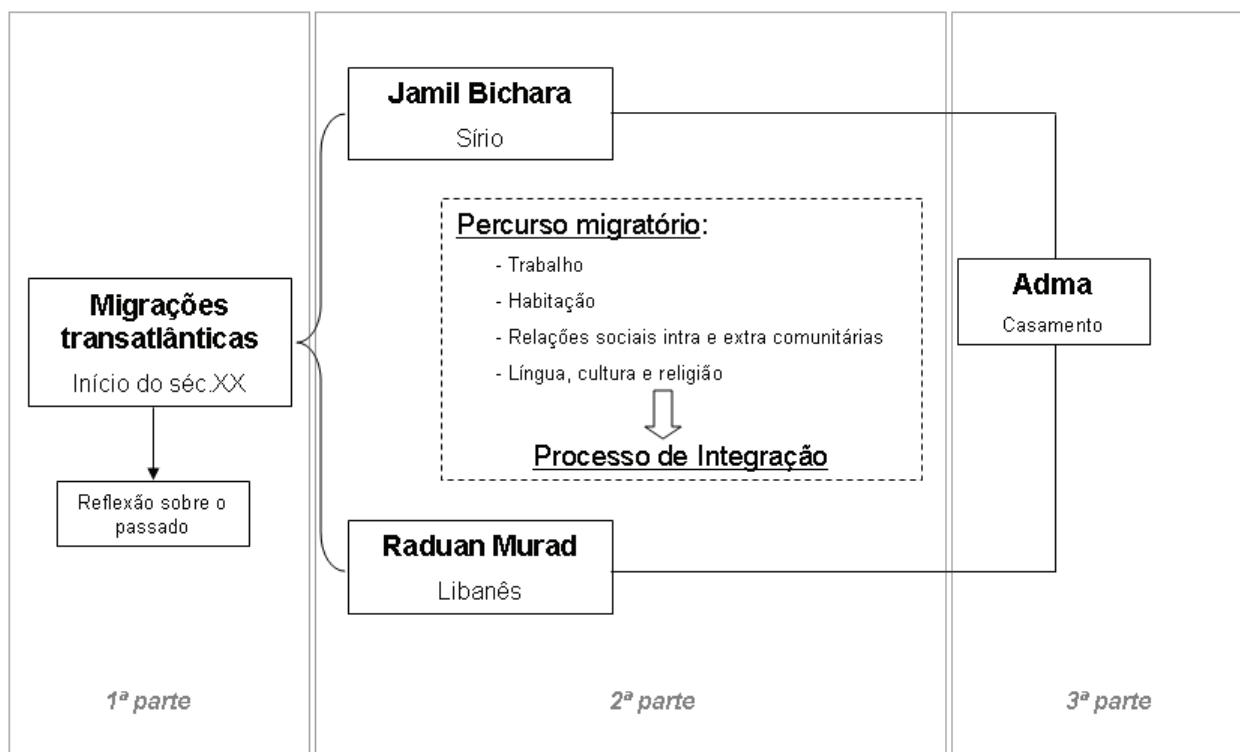 Migrações
transatlânticas
Início do séc.XX
Reflexão sobre o
passado
1ª parte
Jamil Bichara
Sírio
Percurso migratório:
- Trabalho
- Habitação
- Relações sociais intra e extra comunitárias
- Língua, cultura e religião
Processo de Integração
Raduan Murad
Libanês
2ª parte
Adma
Casamento
3ª parte